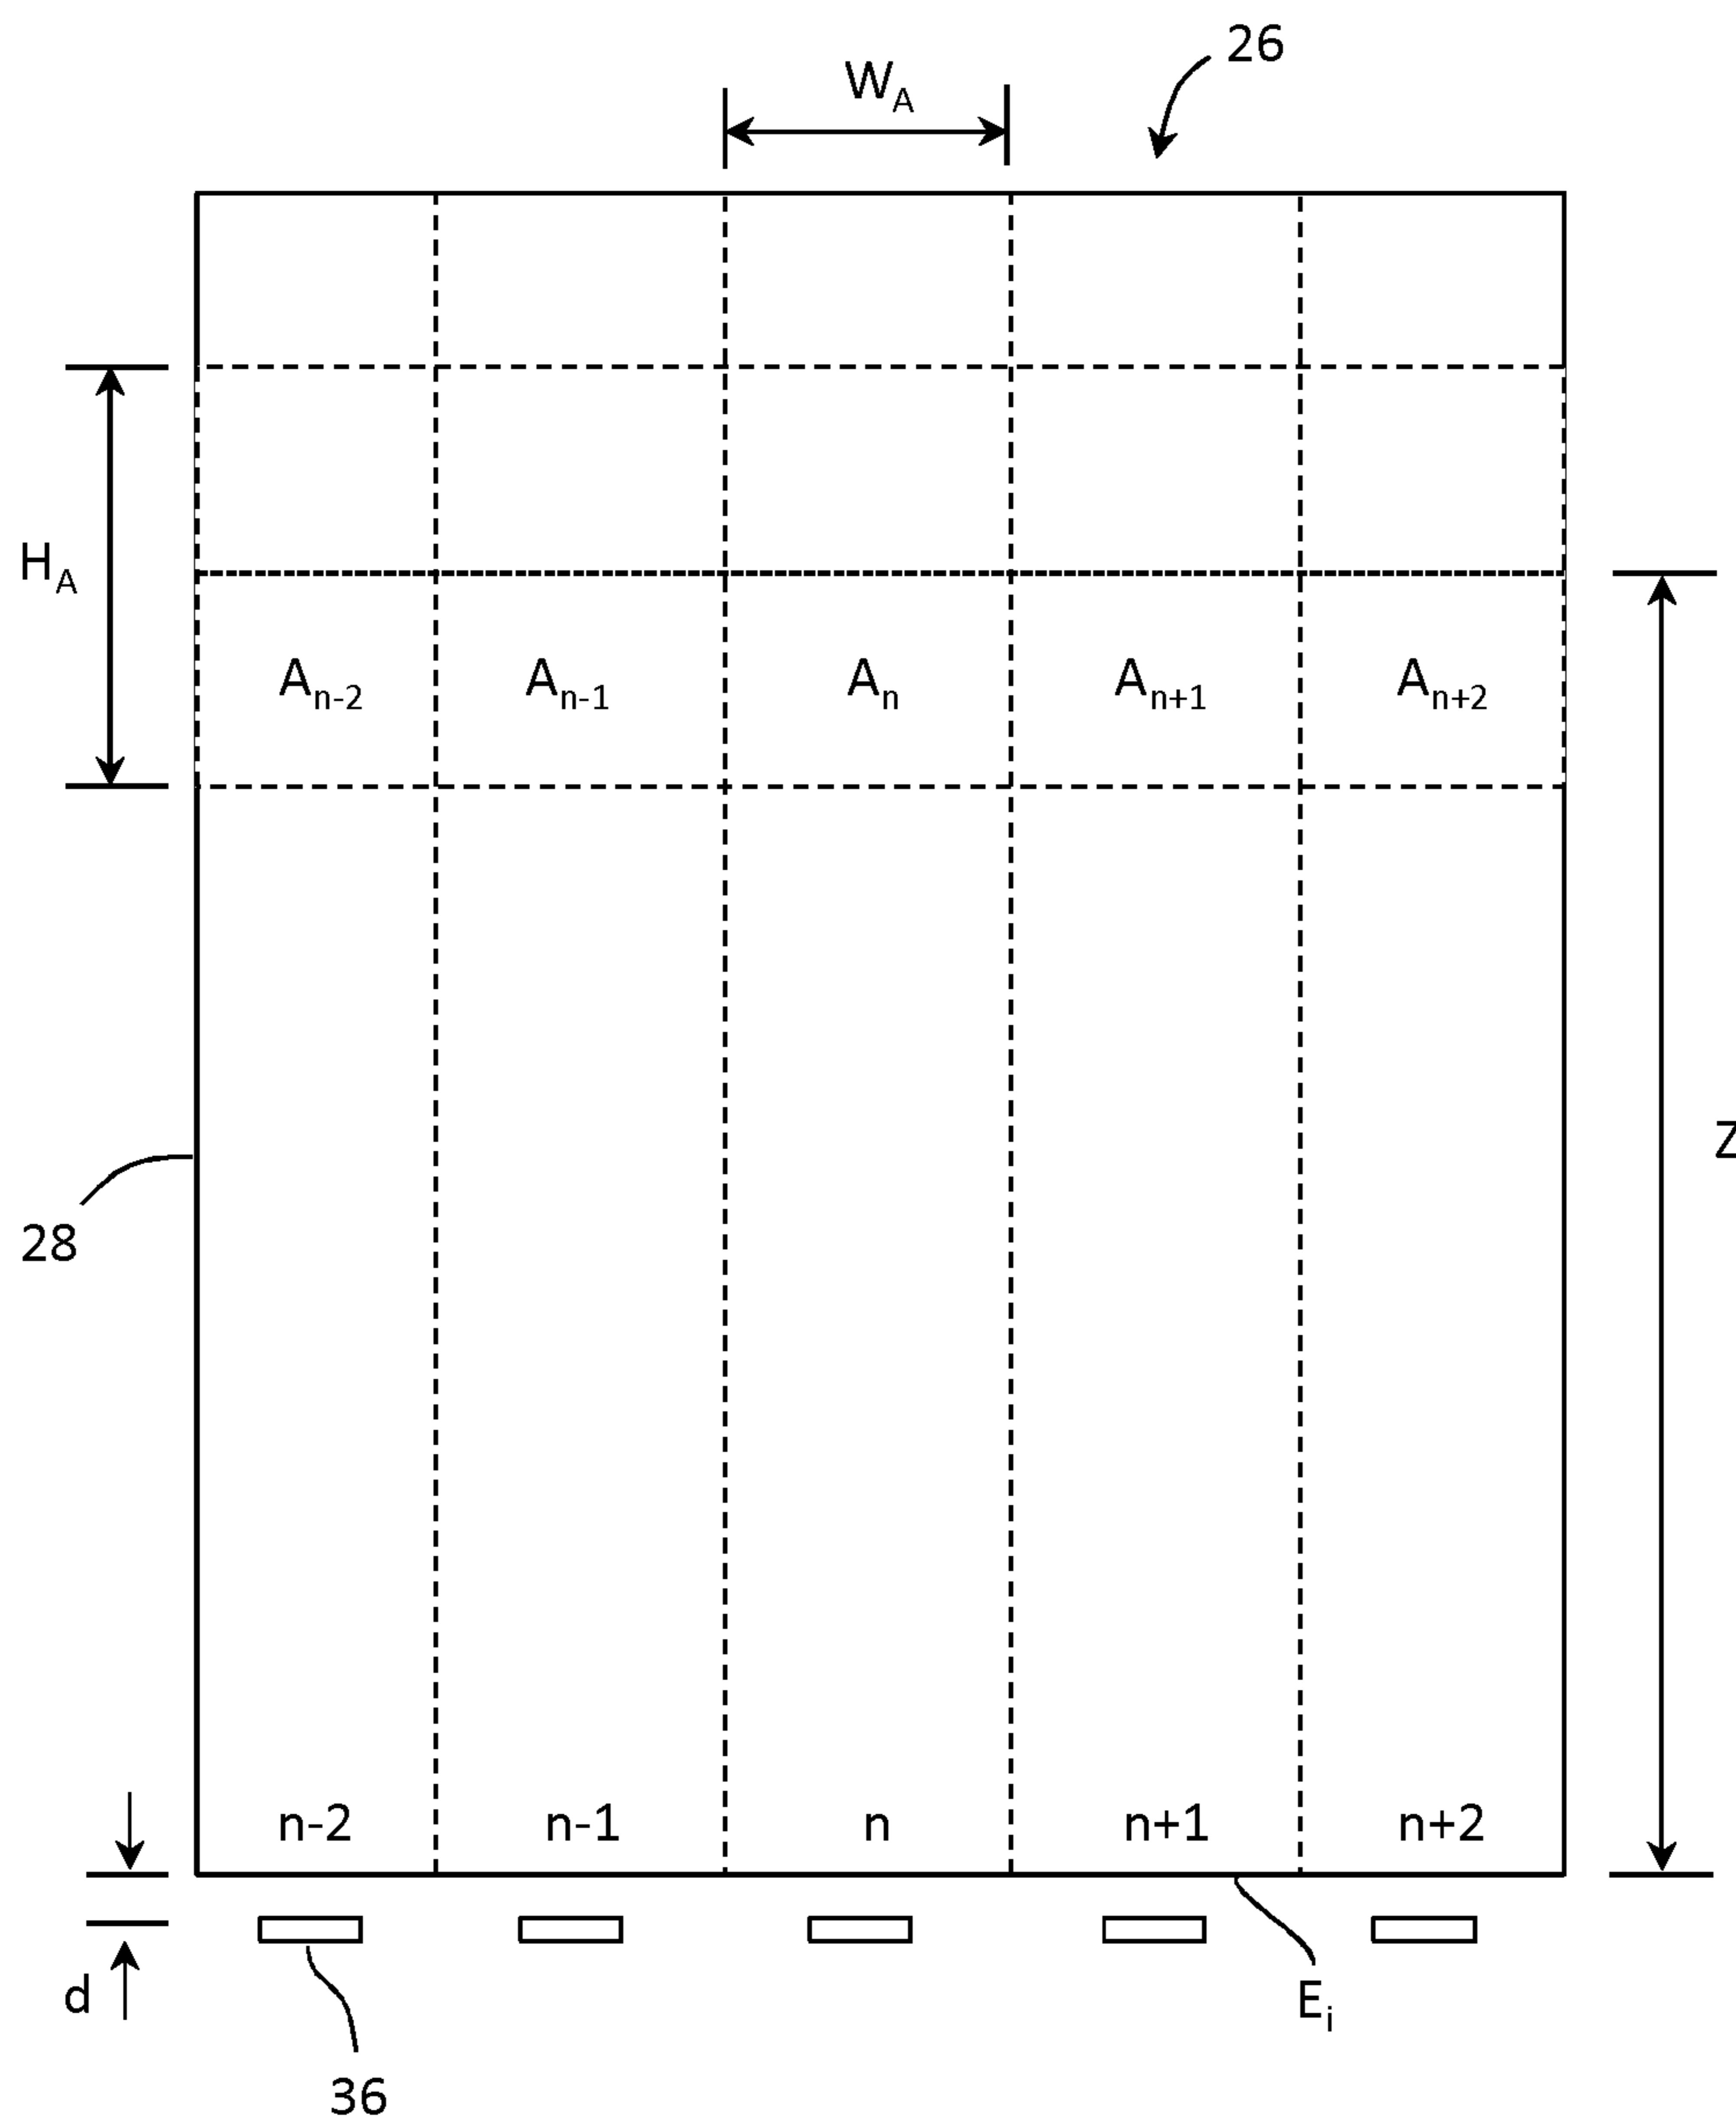 26
W_A
H_A
A_n-2 A_n-1 A_n A_n+1 A_n+2
Z
28
n-2 n-1 n n+1 n+2
d
E_i
36